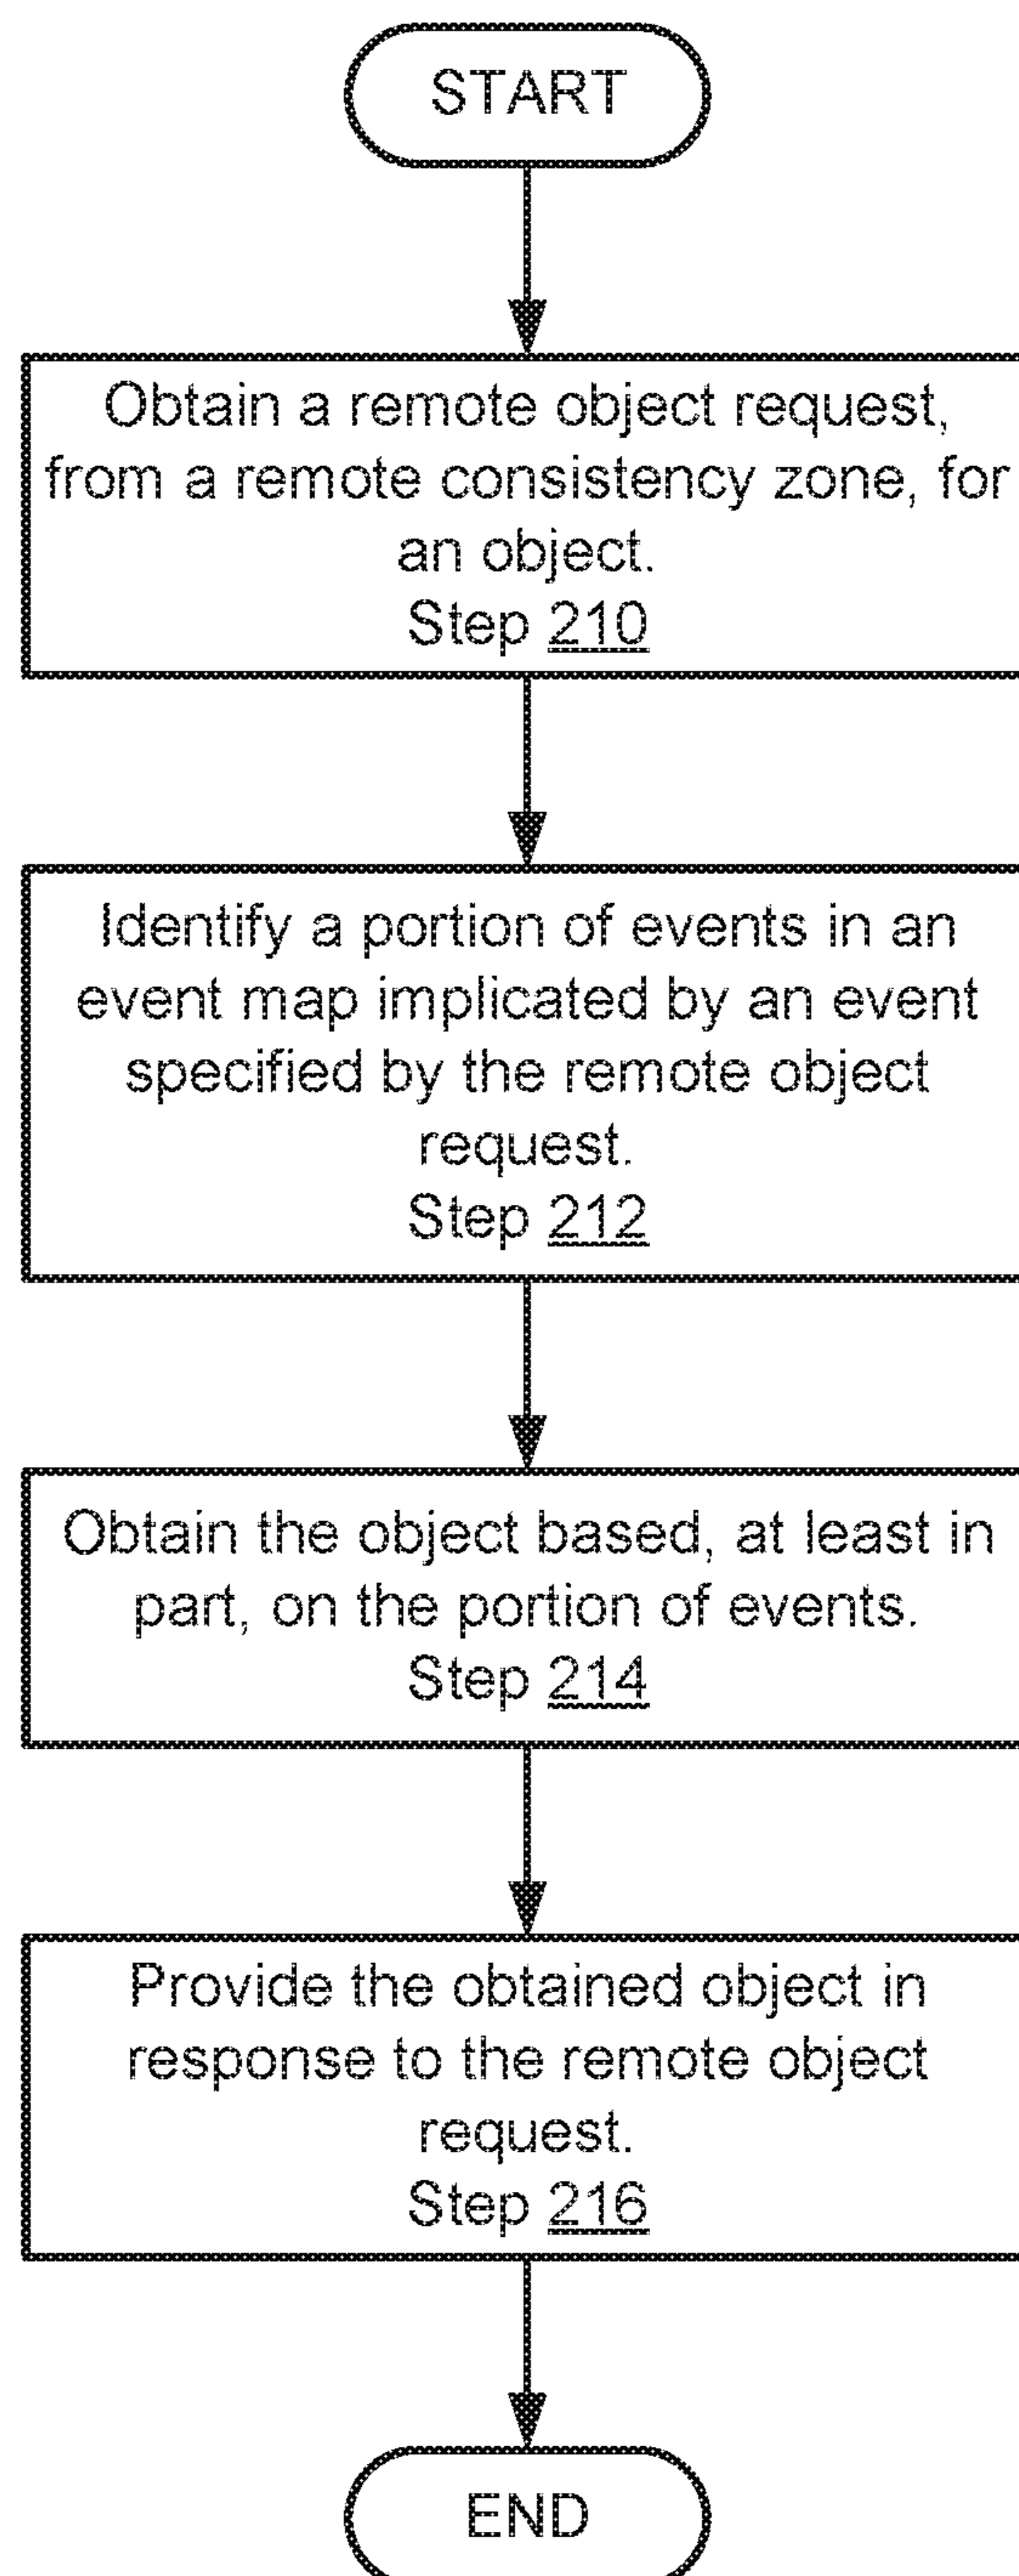 START
Obtain a remote object request,
from a remote consistency zone, for
an object.
Step 210
Identify a portion of events in an
event map implicated by an event
specified by the remote object
request.
Step 212
Obtain the object based, at least in
part, on the portion of events.
Step 214
Provide the obtained object in
response to the remote object
request.
Step 216
END